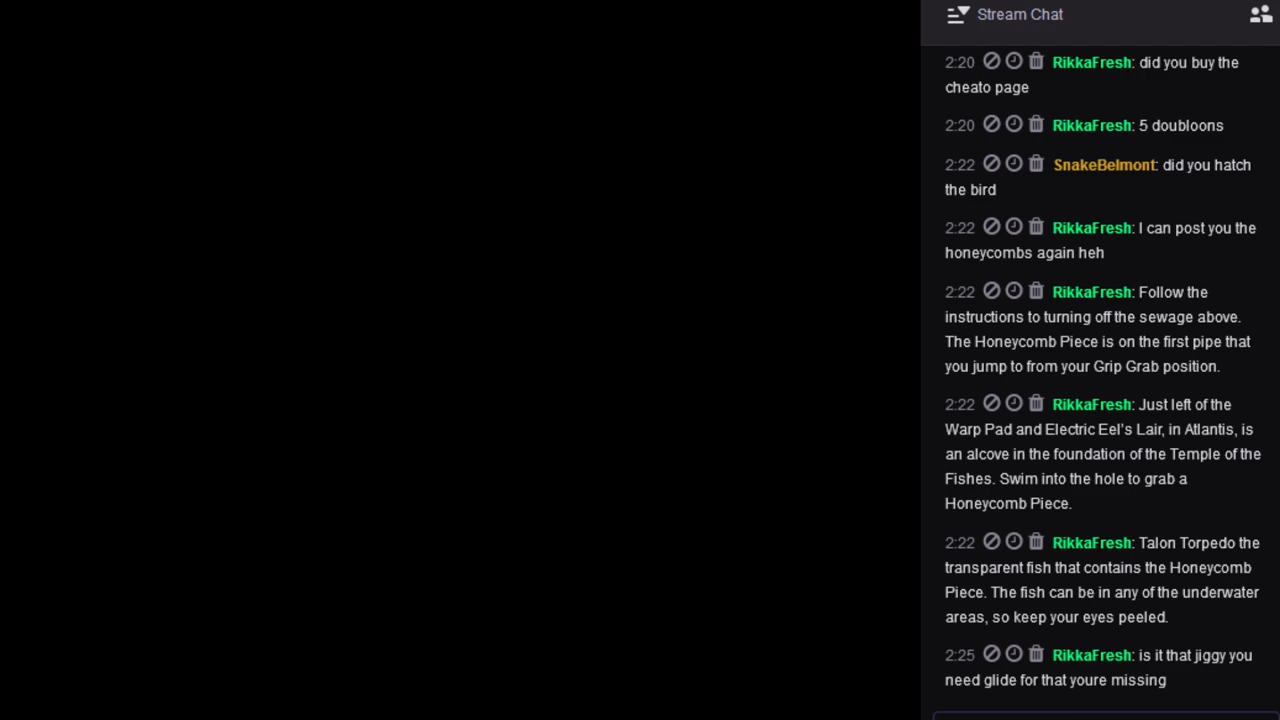 Stream Chat
2:20 RikkaFresh: did you buy the
cheato page
2:20 RikkaFresh: 5 doubloons
2:22 SnakeBelmont: did you hatch
the bird
2:22 RikkaFresh: I can post you the
honeycombs again heh
2:22 RikkaFresh: Follow the
instructions to turning off the sewage above.
The Honeycomb Piece is on the first pipe that
you jump to from your Grip Grab position.
2:22 RikkaFresh: Just left of the
Warp Pad and Electric Eel's Lair, in Atlantis, is
an alcove in the foundation of the Temple of the
Fishes. Swim into the hole to grab a
Honeycomb Piece.
2:22 RikkaFresh: Talon Torpedo the
transparent fish that contains the Honeycomb
Piece. The fish can be in any of the underwater
areas, so keep your eyes peeled.
2:25 RikkaFresh: is it that jiggy you
need glide for that youre missing